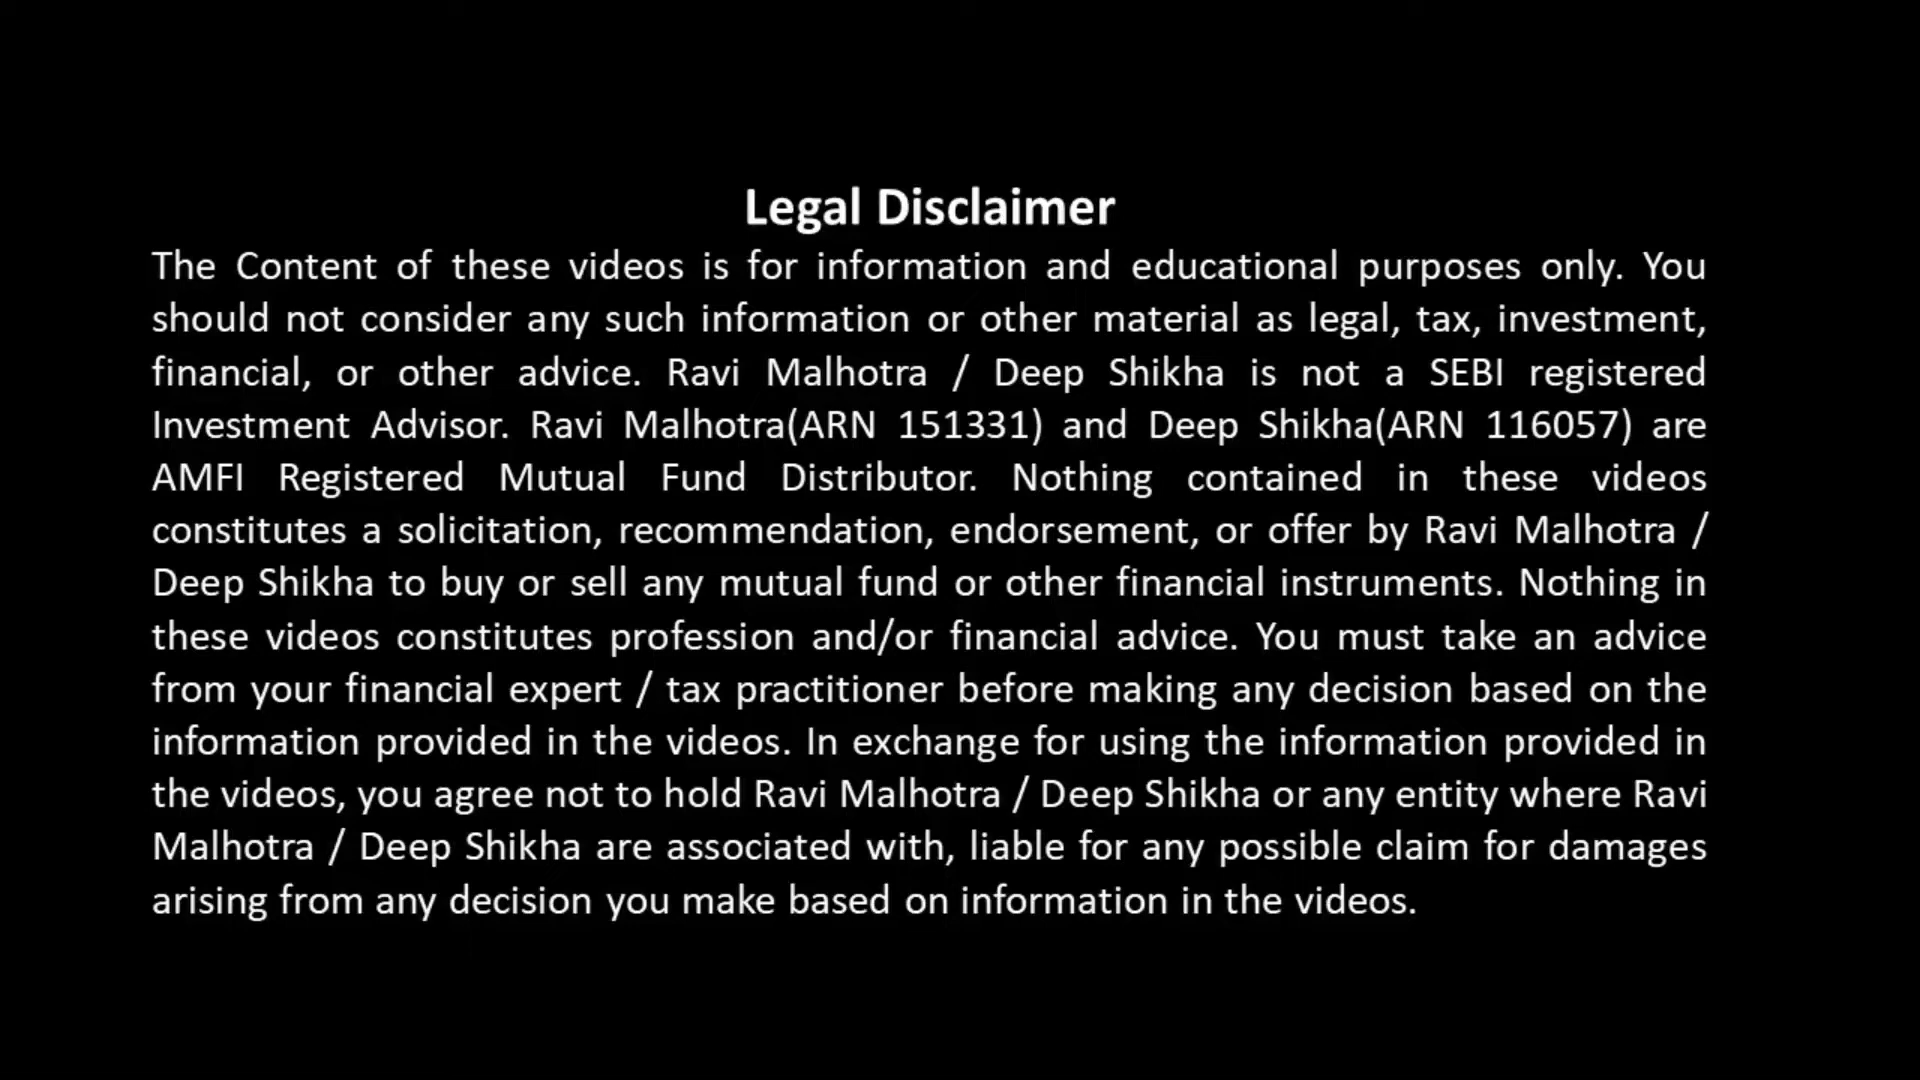 Legal Disclaimer
The Content of these videos is for information and educational purposes only. You
should not consider any such information or other material as legal, tax, investment,
financial, or other advice. Ravi Malhotra / Deep Shikha is not a SEBI registered
Investment Advisor. Ravi Malhotra(ARN 151331) and Deep Shikha(ARN 116057) are
AMFI Registered Mutual Fund Distributor. Nothing contained in these videos
constitutes a solicitation, recommendation, endorsement, or offer by Ravi Malhotra /
Deep Shikha to buy or sell any mutual fund or other financial instruments. Nothing in
these videos constitutes profession and/or financial advice. You must take an advice
from your financial expert / tax practitioner before making any decision based on the
information provided in the videos. In exchange for using the information provided in
the videos, you agree not to hold Ravi Malhotra / Deep Shikha or any entity where Ravi
Malhotra / Deep Shikha are associated with, liable for any possible claim for damages
arising from any decision you make based on information in the videos.